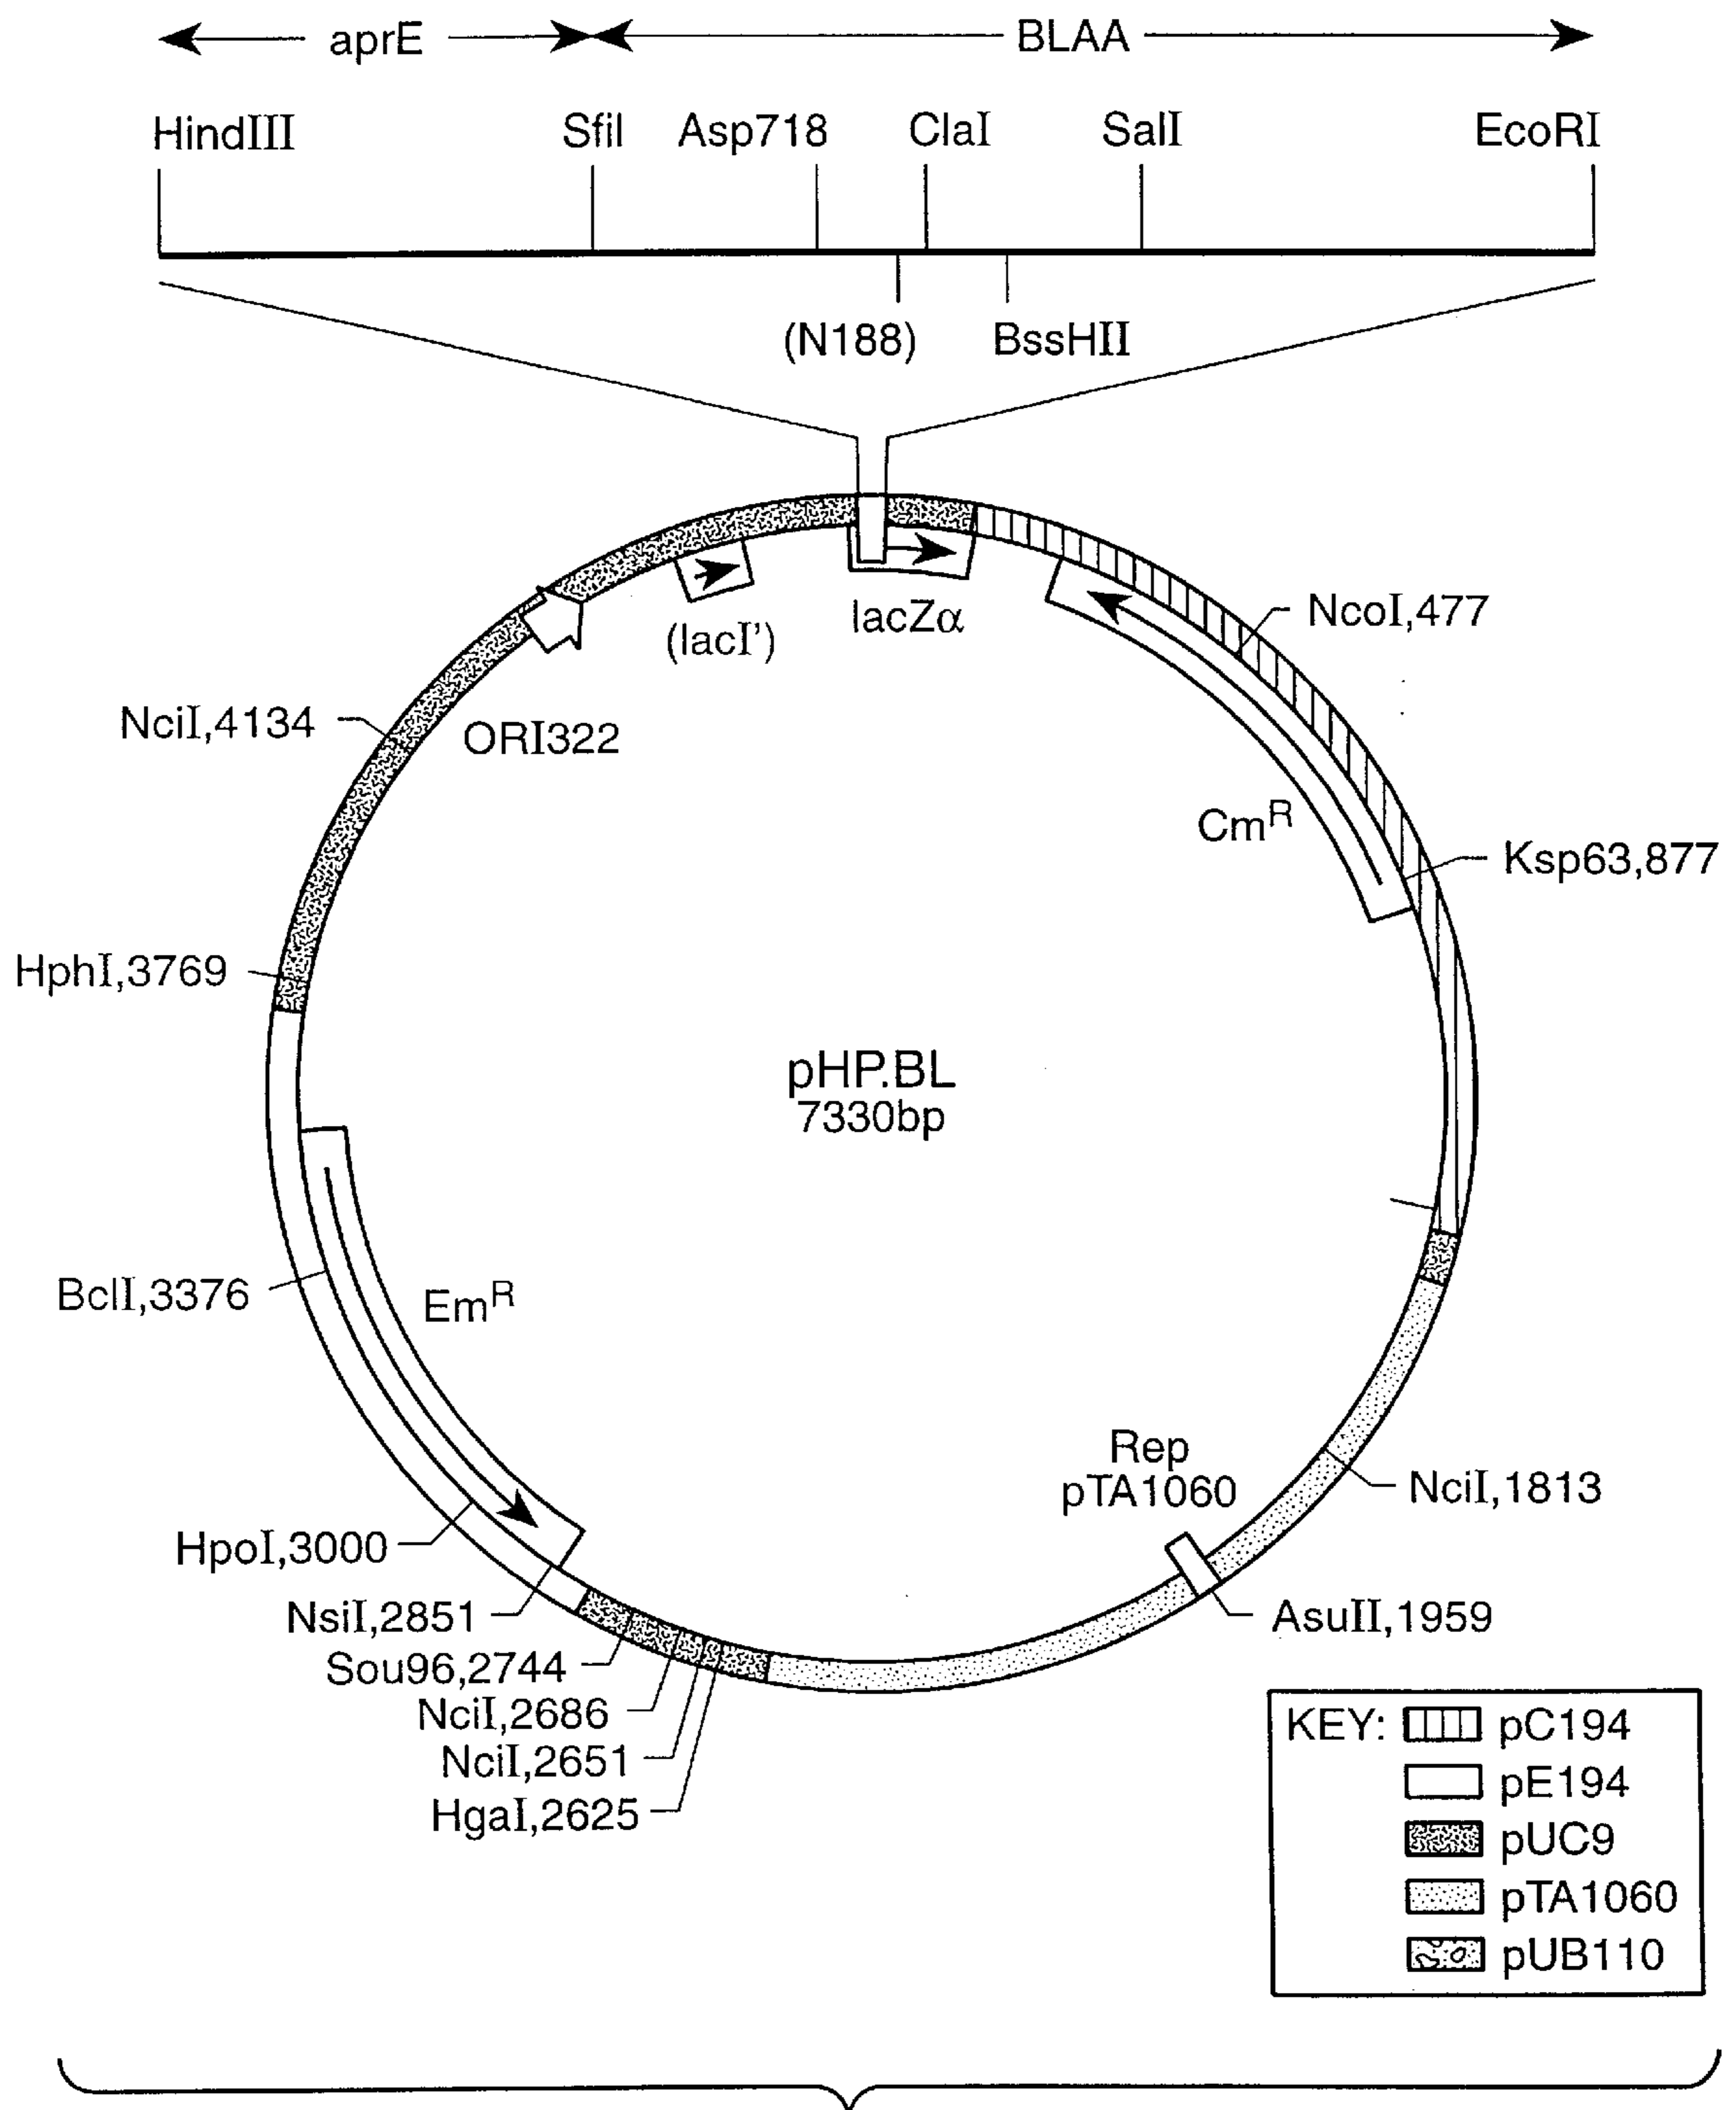 aprE BLAA
HindIII SfiI Asp718 ClaI SalI EcoRI
(N188) BssHII
(lacI') lacZα
NcoI,477
NciI,4134
ORI322
CmR
Ksp63,877
HphI,3769
pHP.BL
7330bp
BclI,3376
EmR
Rep
pTA1060
NciI,1813
HpoI,3000
NsiI,2851
AsuII,1959
Sou96,2744
NciI,2686
NciI,2651
HgaI,2625
KEY: pC194
pE194
pUC9
pTA1060
pUB110